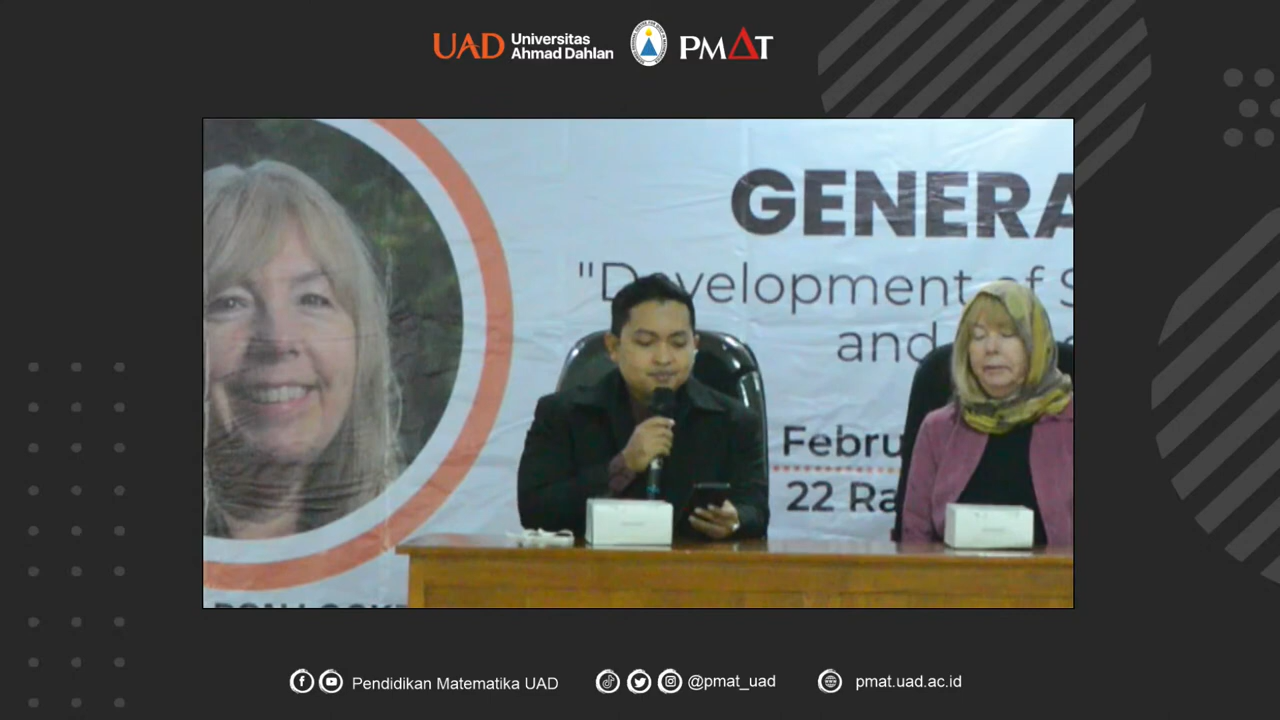 UAD Universitas
Ahmad Dahlan
PMAT
GENERA
"Development of S
and
Febru
22 Ra
Pendidikan Matematika UAD
@pmat_uad
pmat.uad.ac.id